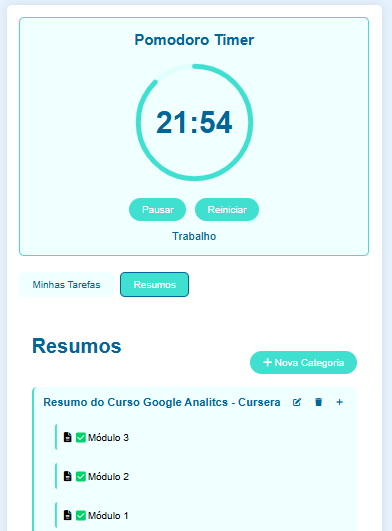 Pomodoro Timer
21:54
Pausar Reiniciar
Trabalho
Minhas Tarefas Resumos
Resumos
+ Nova Categoria
Resumo do Curso Google Analitcs - Cursera
Módulo 3
Módulo 2
Módulo 1